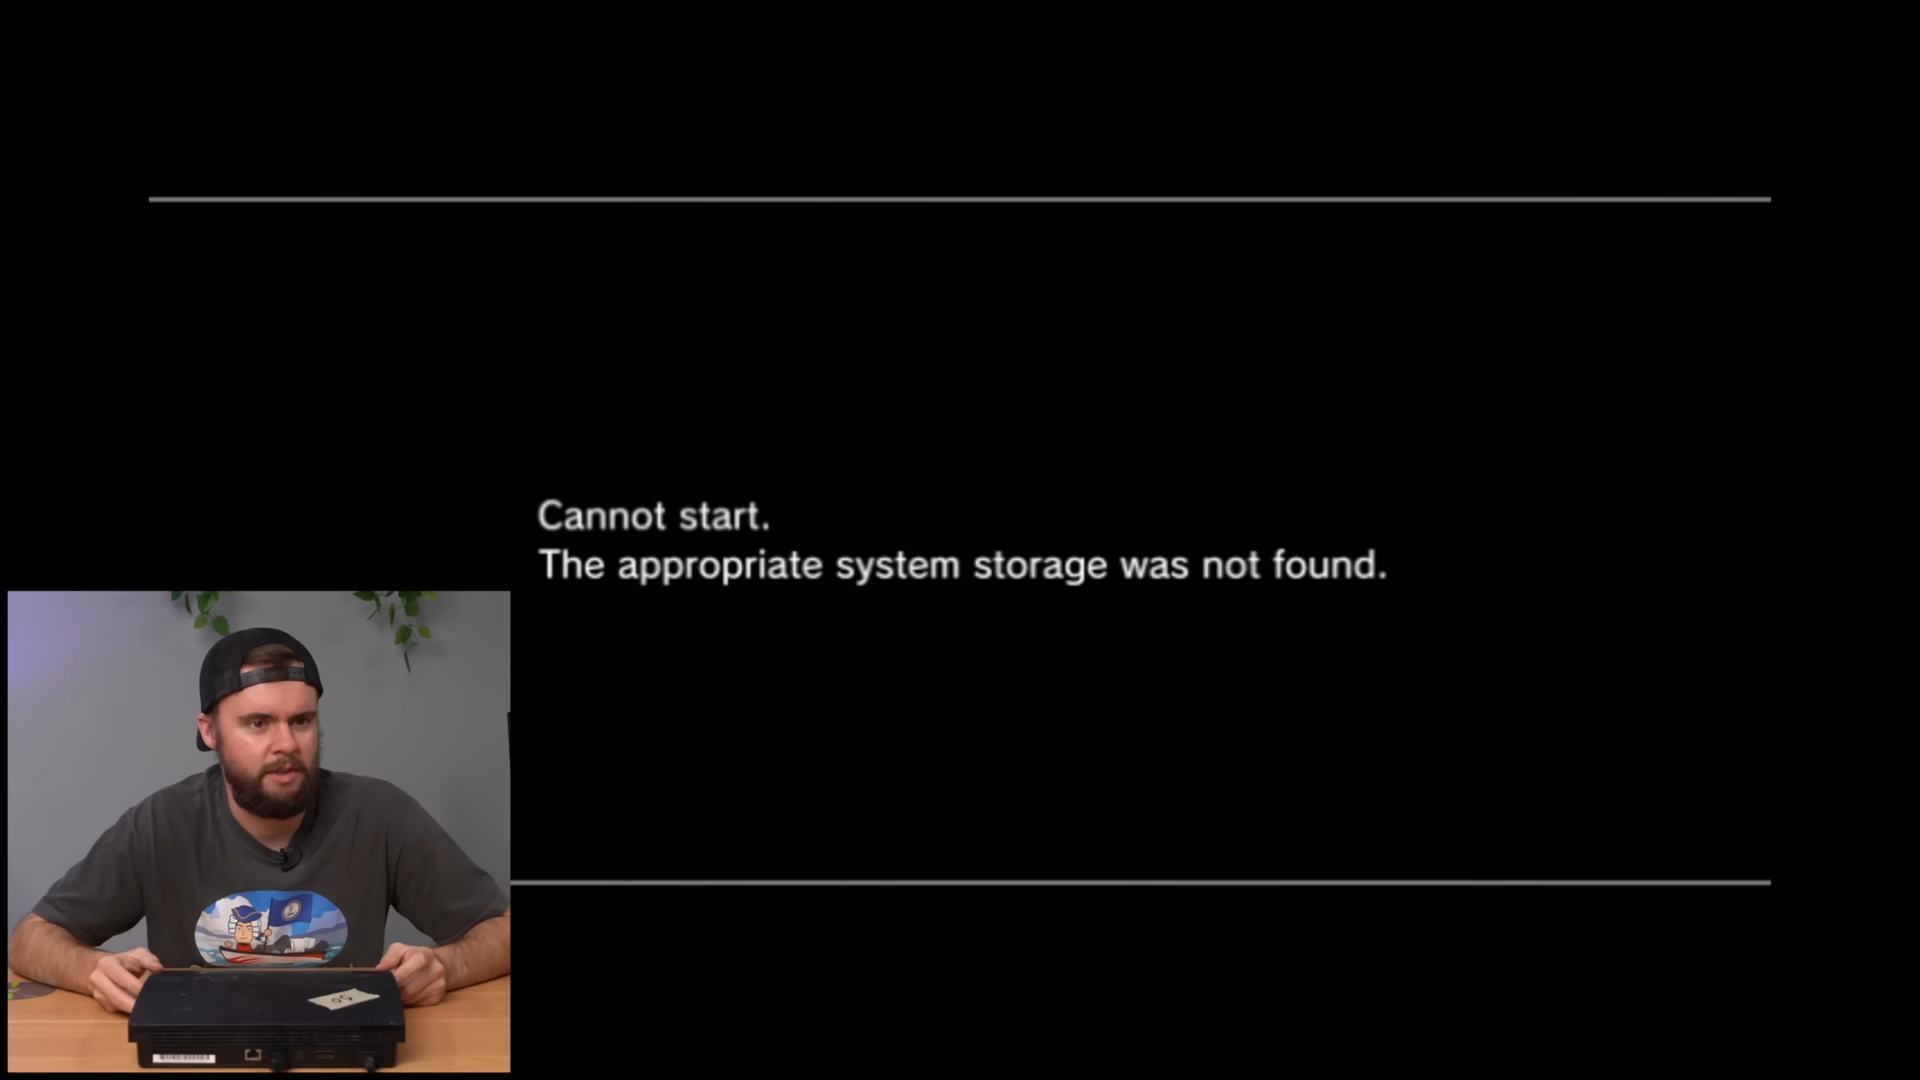 Cannot start.
The appropriate system storage was not found.